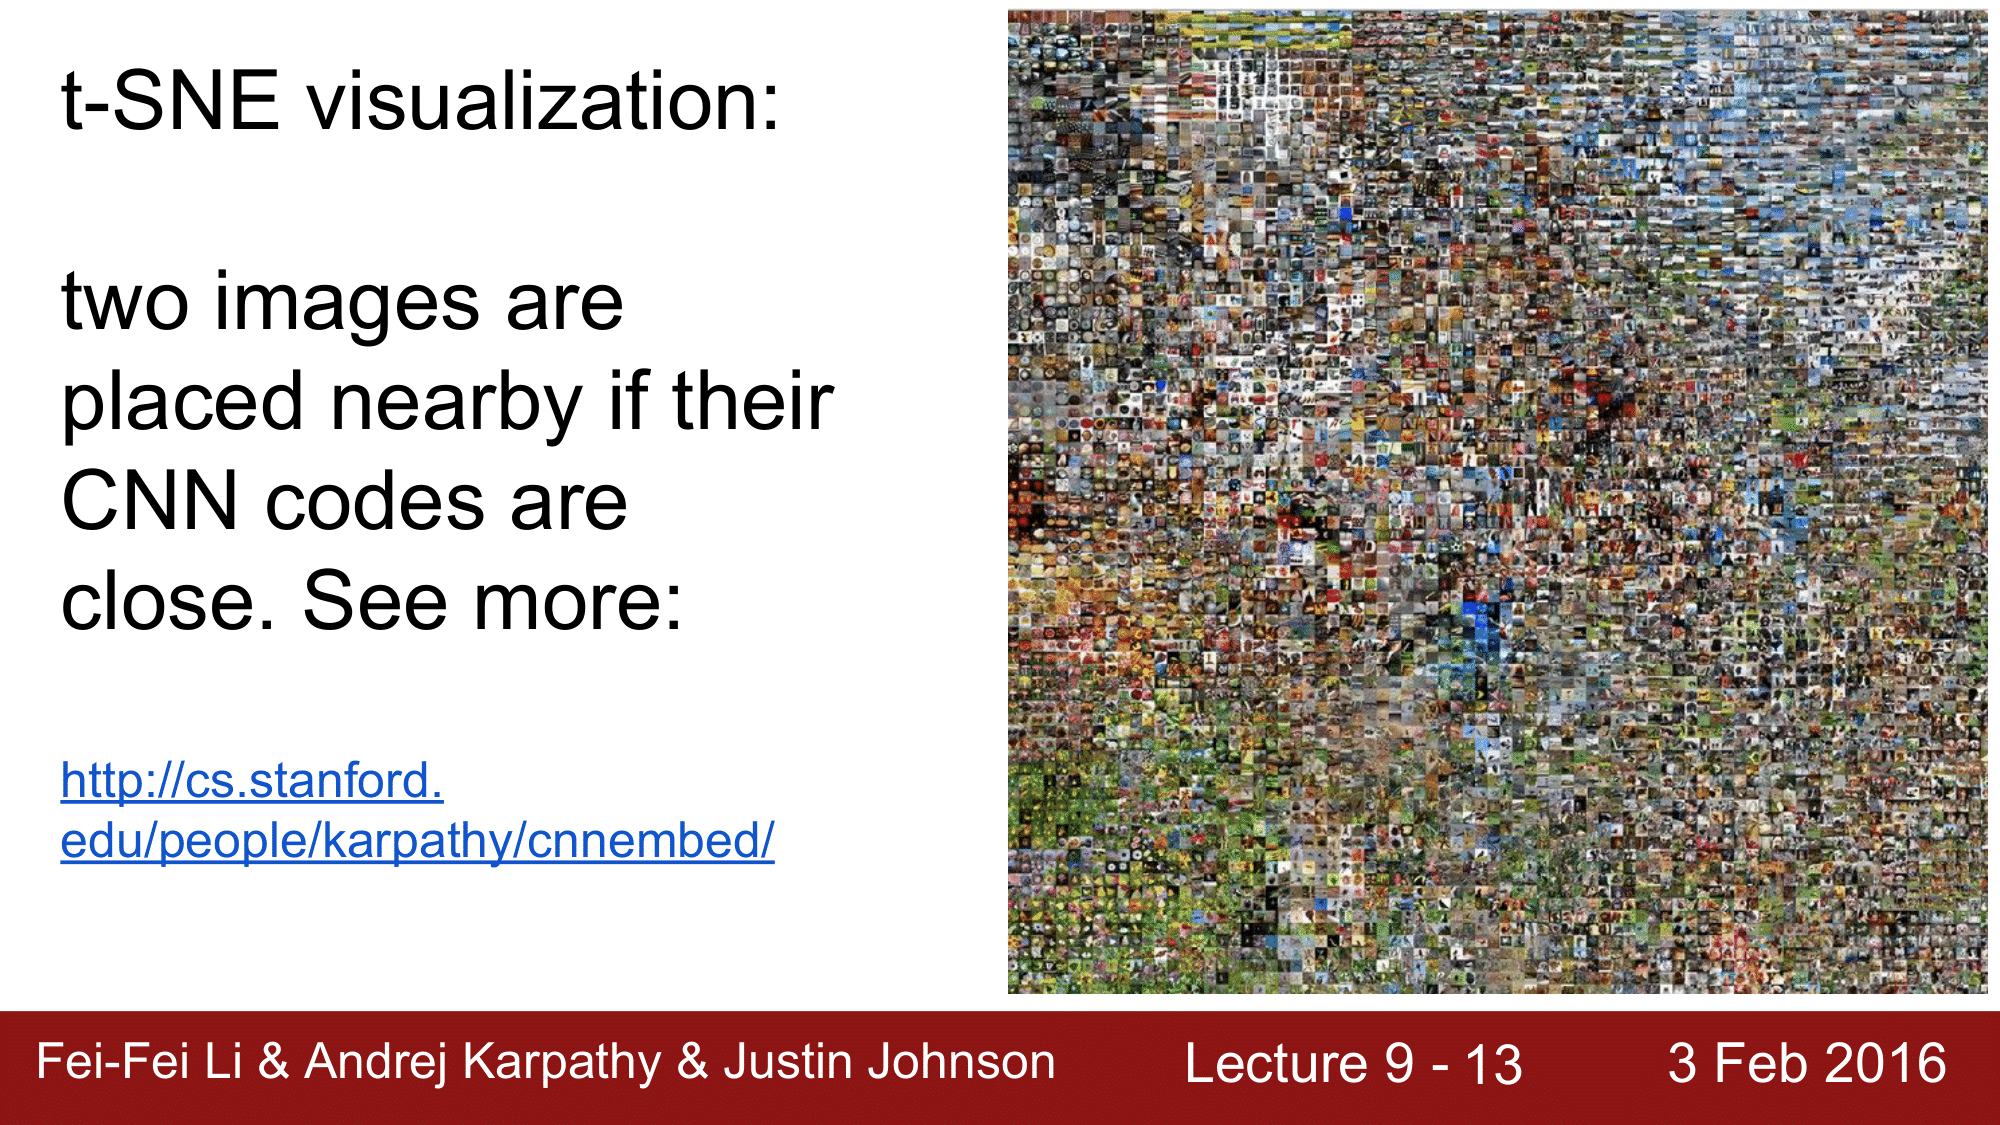 t-SNE visualization:
two images are
placed nearby if their
CNN codes are
close. See more:
http://cs.stanford.
edu/people/karpathy/cnnembed/
Fei-Fei Li & Andrej Karpathy & Justin Johnson
Lecture 9 - 13
3 Feb 2016